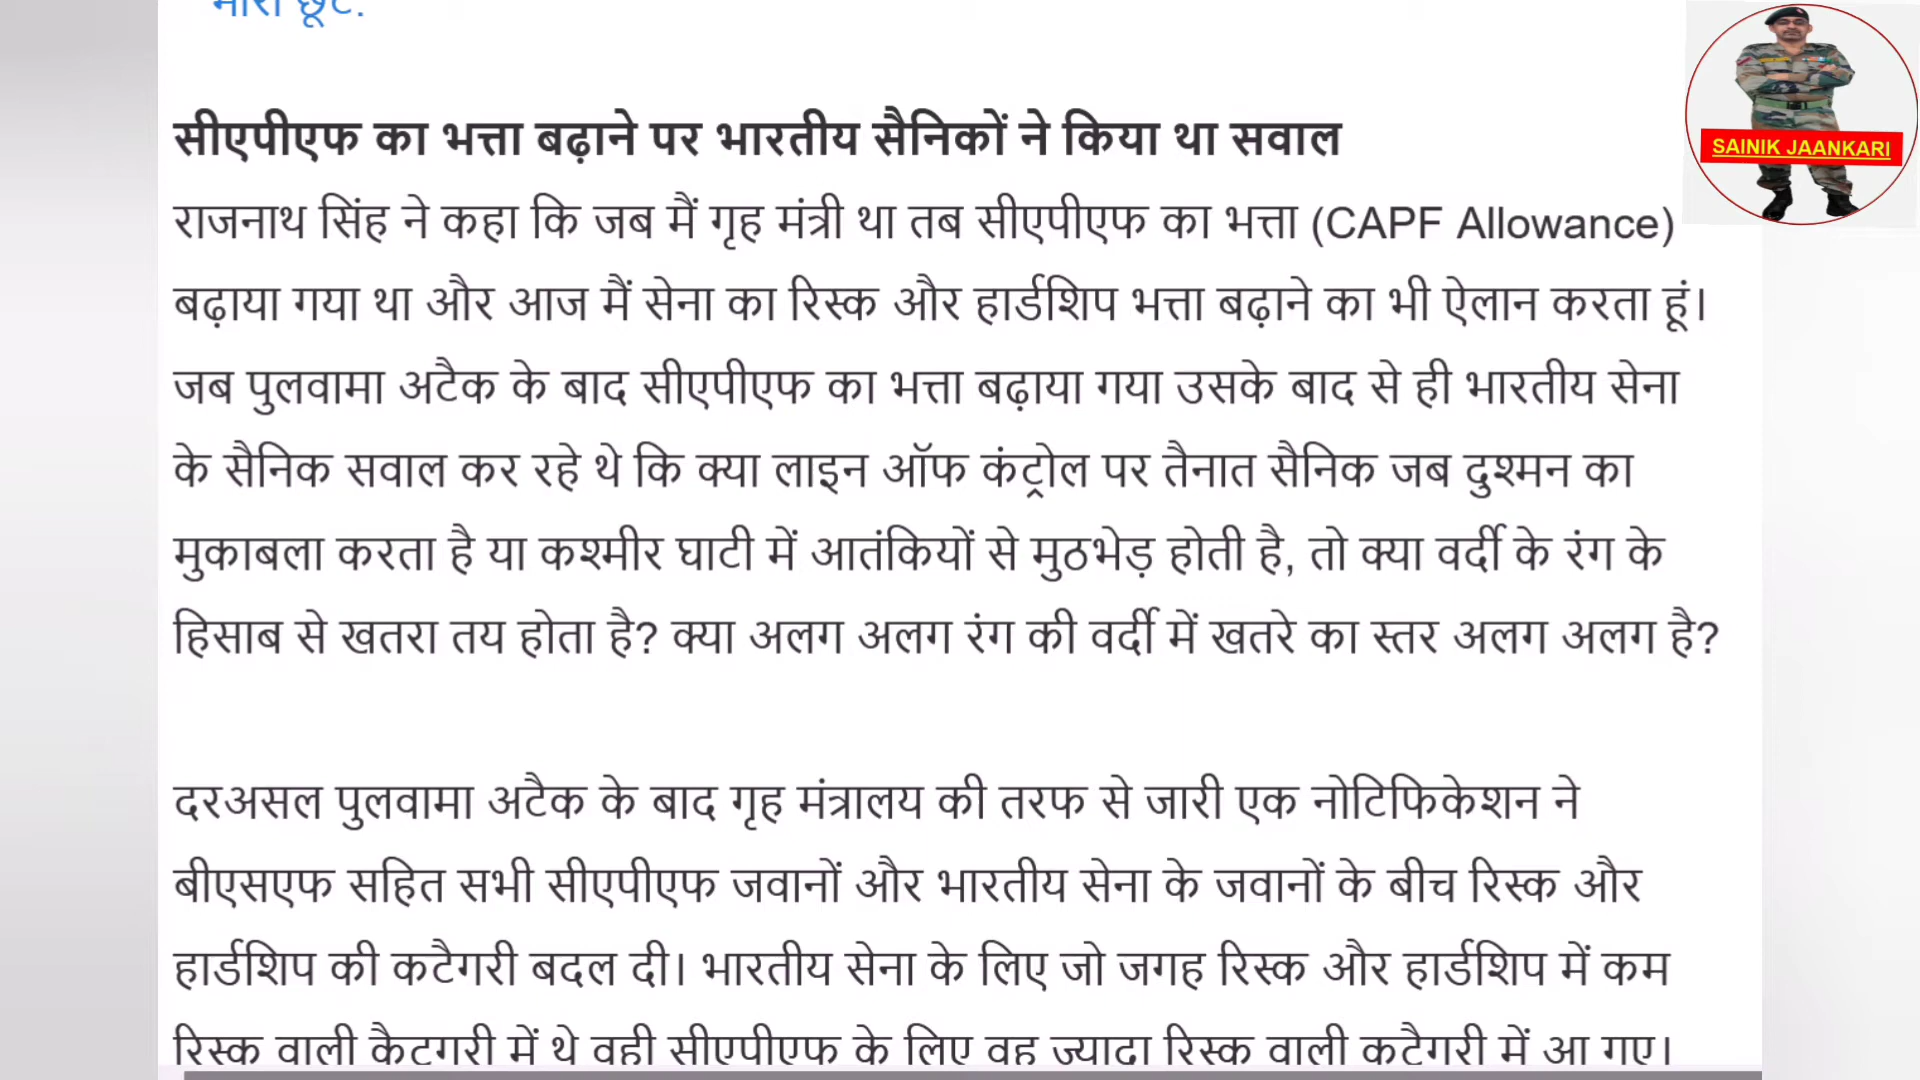 भारी छूट.
सीएपीएफ का भत्ता बढ़ाने पर भारतीय सैनिकों ने किया था सवाल
SAINIK JAANKARI
राजनाथ सिंह ने कहा कि जब मैं गृह मंत्री था तब सीएपीएफ का भत्ता (CAPF Allowance)
बढ़ाया गया था और आज मैं सेना का रिस्क और हार्डशिप भत्ता बढ़ाने का भी ऐलान करता हूं।
जब पुलवामा अटैक के बाद सीएपीएफ का भत्ता बढ़ाया गया उसके बाद से ही भारतीय सेना
के सैनिक सवाल कर रहे थे कि क्या लाइन ऑफ कंट्रोल पर तैनात सैनिक जब दुश्मन का
मुकाबला करता है या कश्मीर घाटी में आतंकियों से मुठभेड़ होती है, तो क्या वर्दी के रंग के
हिसाब से खतरा तय होता है? क्या अलग अलग रंग की वर्दी में खतरे का स्तर अलग अलग है?
दरअसल पुलवामा अटैक के बाद गृह मंत्रालय की तरफ से जारी एक नोटिफिकेशन ने
बीएसएफ सहित सभी सीएपीएफ जवानों और भारतीय सेना के जवानों के बीच रिस्क और
हार्डशिप की कटैगरी बदल दी। भारतीय सेना के लिए जो जगह रिस्क और हार्डशिप में कम
रिस्क वाली कैटगरी में थे वही सीएपीएफ के लिए वह ज्यादा रिस्क वाली कटैगरी में आ गए।